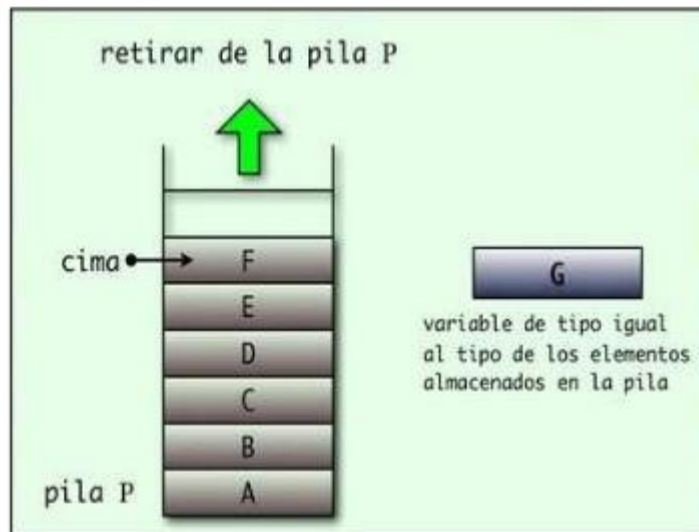 retirar de la pila P
cima
F
E
D
C
B
A
pila P
G
variable de tipo igual
al tipo de los elementos
almacenados en la pila